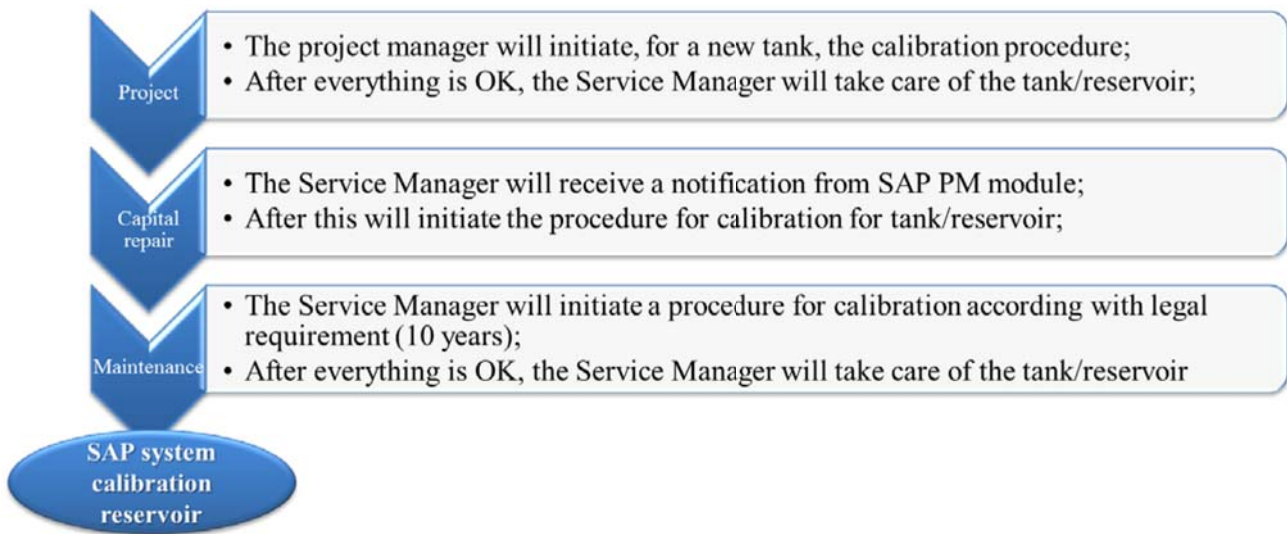 Project
• The project manager will initiate, for a new tank, the calibration procedure;
• After everything is OK, the Service Manager will take care of the tank/reservoir;
Capital
repair
• The Service Manager will receive a notification from SAP PM module;
• After this will initiate the procedure for calibration for tank/reservoir;
Maintenance
• The Service Manager will initiate a procedure for calibration according with legal
requirement (10 years);
• After everything is OK, the Service Manager will take care of the tank/reservoir
SAP system
calibration
reservoir